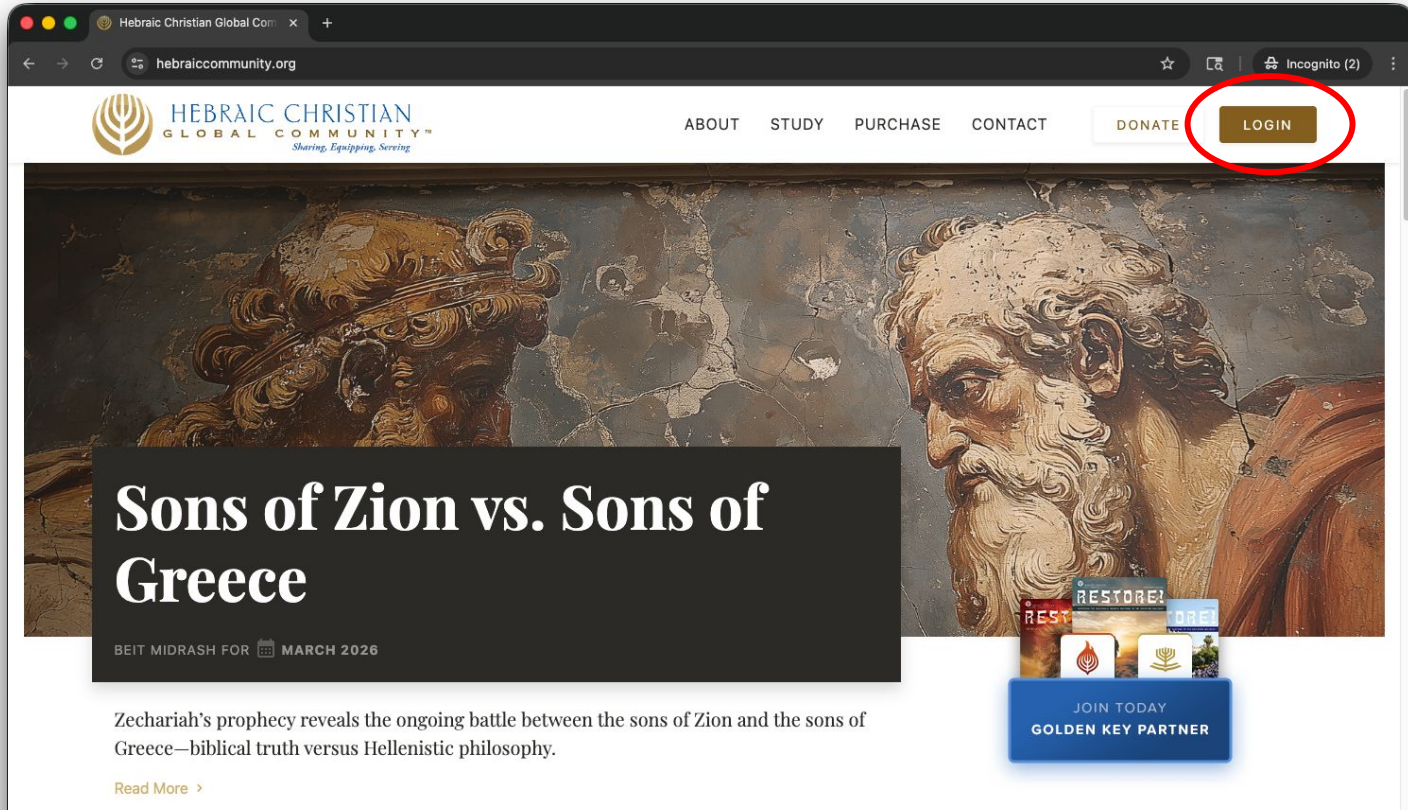 Hebraic Christian Global Com
hebraiccommunity.org
Incognito (2)
HEBRAIC CHRISTIAN
GLOBAL COMMUNITY™
Sharing, Equipping, Serving
ABOUT STUDY PURCHASE CONTACT DONATE LOGIN
Sons of Zion vs. Sons of
Greece
BEIT MIDRASH FOR MARCH 2026
RESTORE!
REST
ORE!
JOIN TODAY
GOLDEN KEY PARTNER
Zechariah’s prophecy reveals the ongoing battle between the sons of Zion and the sons of
Greece—biblical truth versus Hellenistic philosophy.
Read More